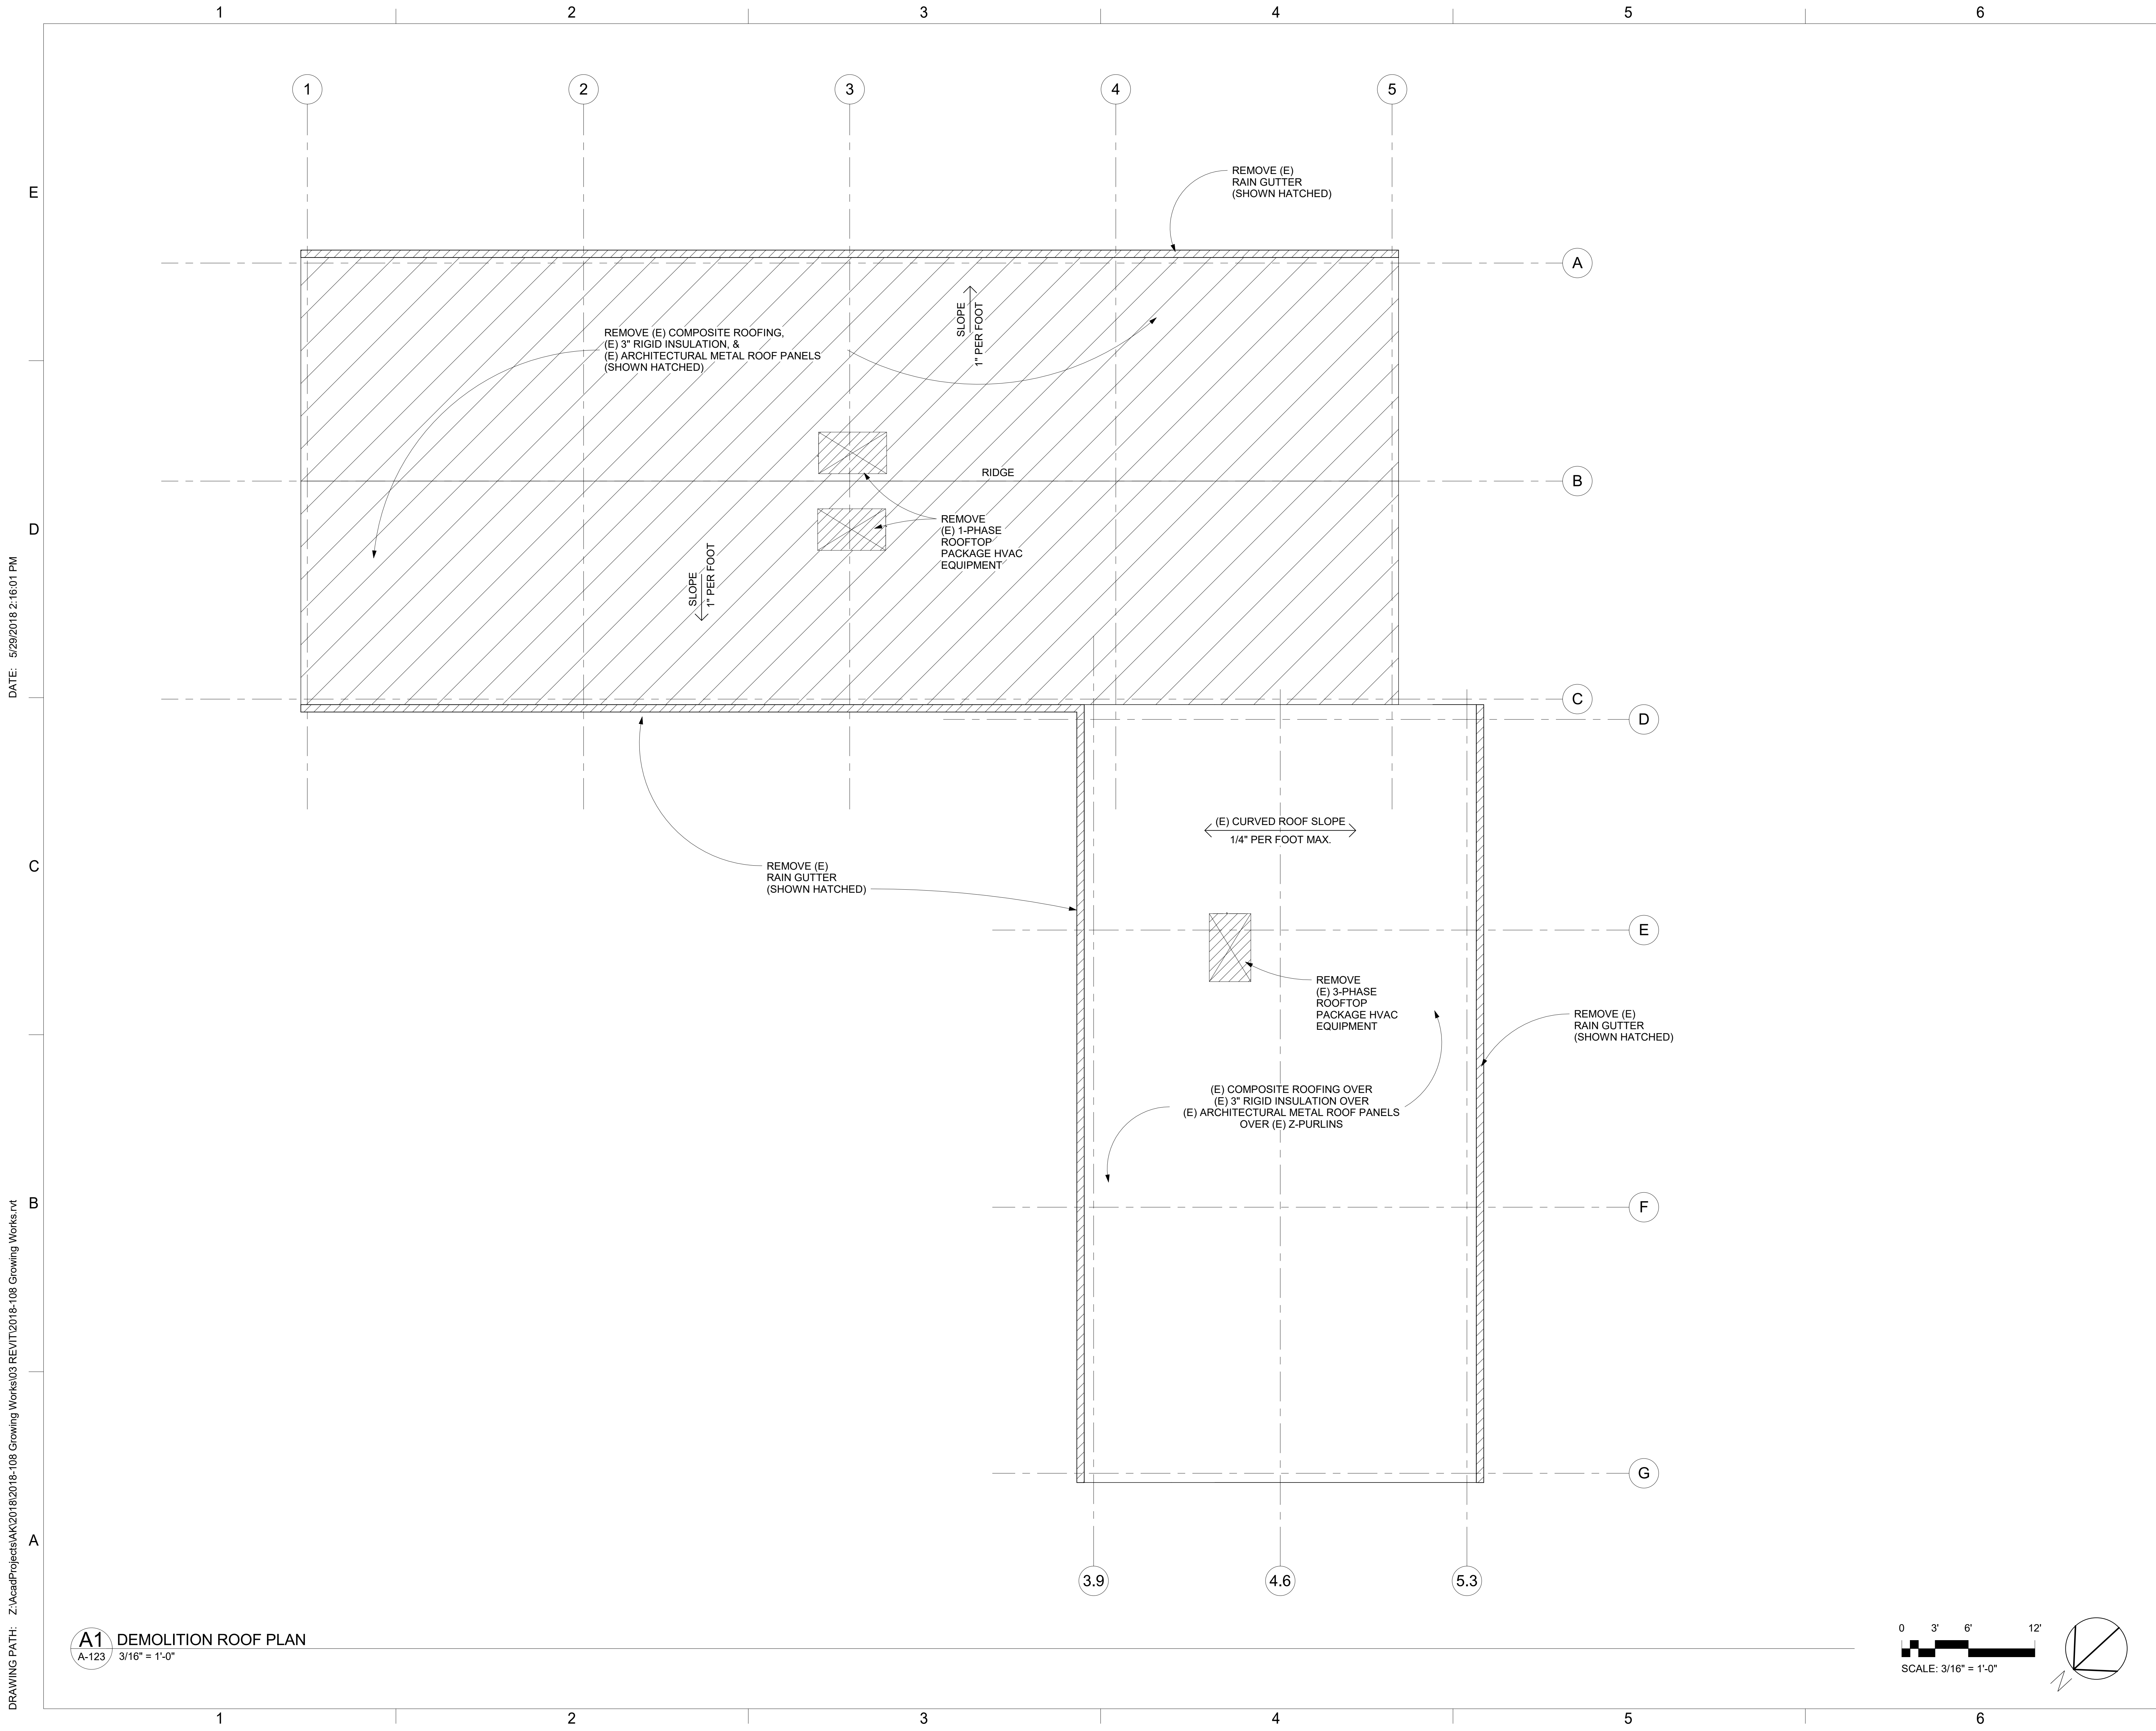 1 2 3 4 5 6
1 2 3 4 5
E
REMOVE (E)
RAIN GUTTER
(SHOWN HATCHED)
A
SLOPE
1" PER FOOT
REMOVE (E) COMPOSITE ROOFING,
(E) 3" RIGID INSULATION, &
(E) ARCHITECTURAL METAL ROOF PANELS
(SHOWN HATCHED)
RIDGE
B
D
REMOVE
(E) 1-PHASE
ROOFTOP
PACKAGE HVAC
EQUIPMENT
SLOPE
1" PER FOOT
C
D
(E) CURVED ROOF SLOPE
1/4" PER FOOT MAX.
C
REMOVE (E)
RAIN GUTTER
(SHOWN HATCHED)
E
REMOVE
(E) 3-PHASE
ROOFTOP
PACKAGE HVAC
EQUIPMENT
REMOVE (E)
RAIN GUTTER
(SHOWN HATCHED)
(E) COMPOSITE ROOFING OVER
(E) 3" RIGID INSULATION OVER
(E) ARCHITECTURAL METAL ROOF PANELS
OVER (E) Z-PURLINS
B
F
G
A
3.9 4.6 5.3
A1
A-123
DEMOLITION ROOF PLAN
3/16" = 1'-0"
0 3' 6' 12'
SCALE: 3/16" = 1'-0"
N
1 2 3 4 5 6
DATE: 5/29/2018 2:16:01 PM
DRAWING PATH: Z:\AcadProjects\AK\2018\2018-108 Growing Works\03 REVIT\2018-108 Growing Works.rvt